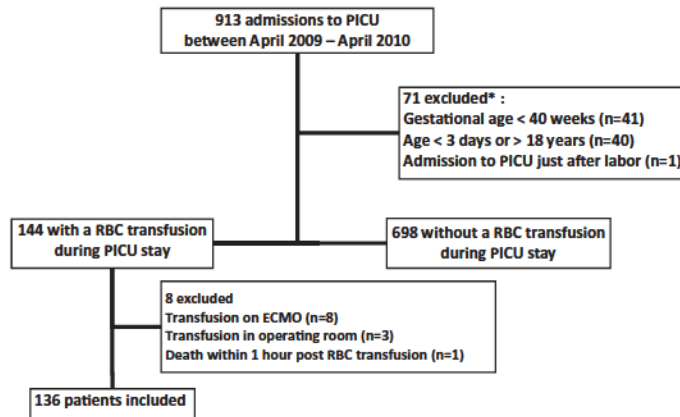 913 admissions to PICU
between April 2009 – April 2010
71 excluded* :
Gestational age < 40 weeks (n=41)
Age < 3 days or > 18 years (n=40)
Admission to PICU just after labor (n=1)
144 with a RBC transfusion
during PICU stay
698 without a RBC transfusion
during PICU stay
8 excluded
Transfusion on ECMO (n=8)
Transfusion in operating room (n=3)
Death within 1 hour post RBC transfusion (n=1)
136 patients included